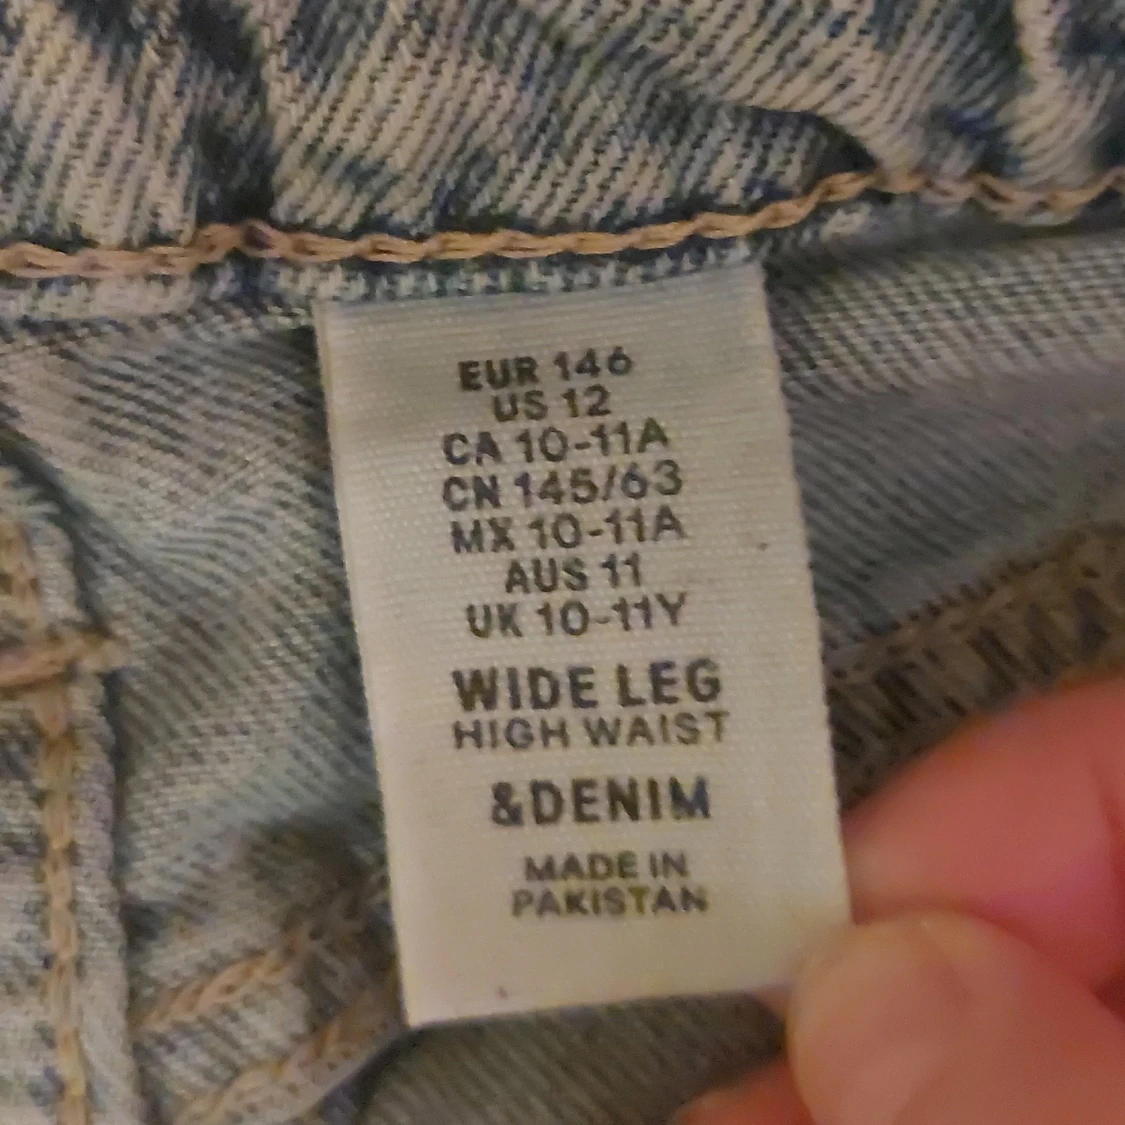 EUR 146
US 12
CA 10-11A
CN 145/63
MX 10-11A
AUS 11
UK 10-11Y
WIDE LEG
HIGH WAIST
&DENIM
MADE IN
PAKISTAN